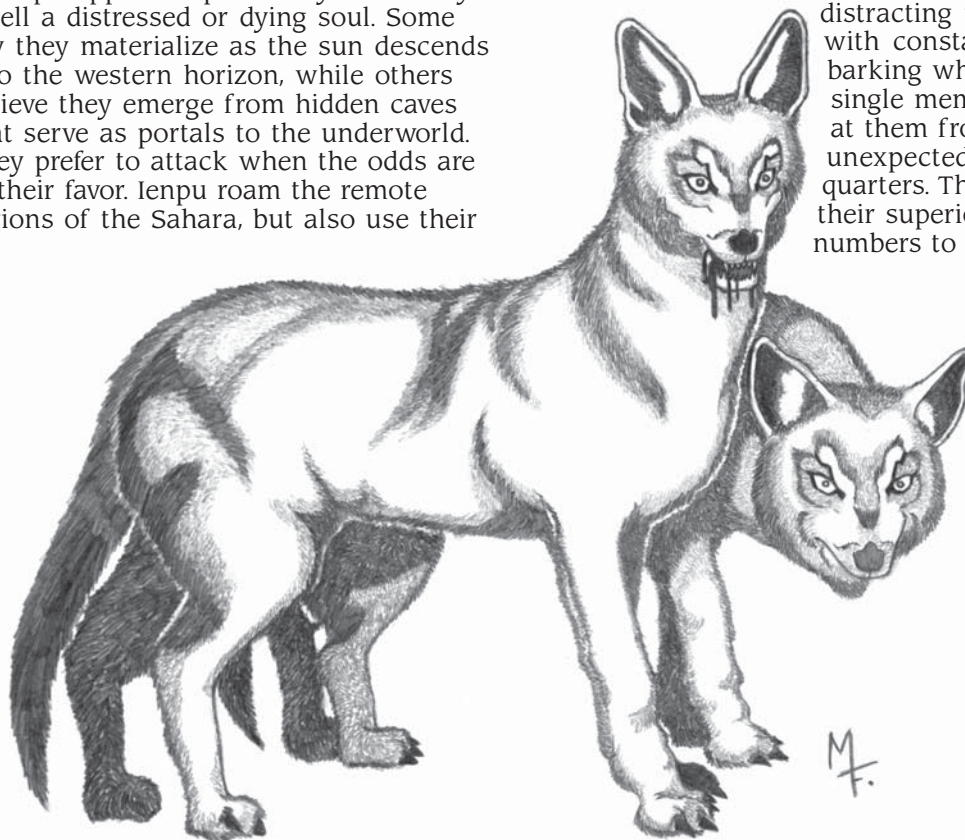 ell a distressed or dying soul. Some
y they materialize as the sun descends
o the western horizon, while others
ieve they emerge from hidden caves
at serve as portals to the underworld.
ey prefer to attack when the odds are
their favor. Ienpu roam the remote
ions of the Sahara, but also use their
distracting
with consta
barking wh
single mem
at them fro
unexpected
quarters. Th
their superio
numbers to
MF.